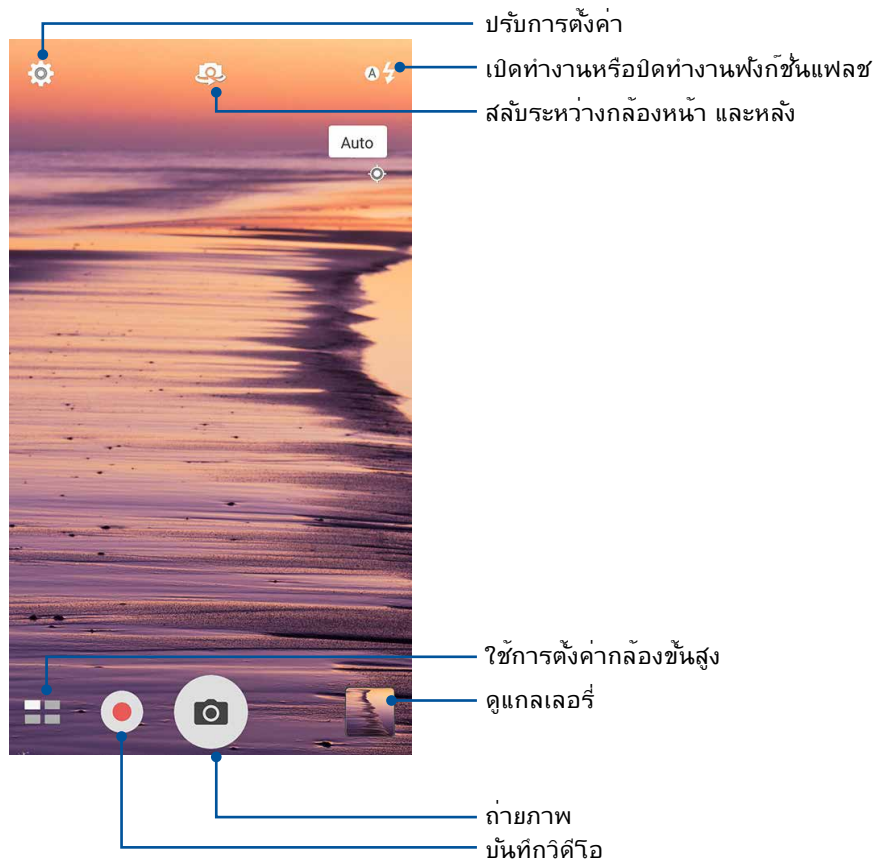 ปรับการตั้งค่า
A
เปิดทำงานหรือปิดทำงานฟังก์ชั่นแฟลช
สลับระหว่างกล้องหน้า และหลัง
Auto
ใช้การตั้งค่ากล้องขั้นสูง
ดูแกลเลอรี่
ถ่ายภาพ
บันทึกวิดีโอ